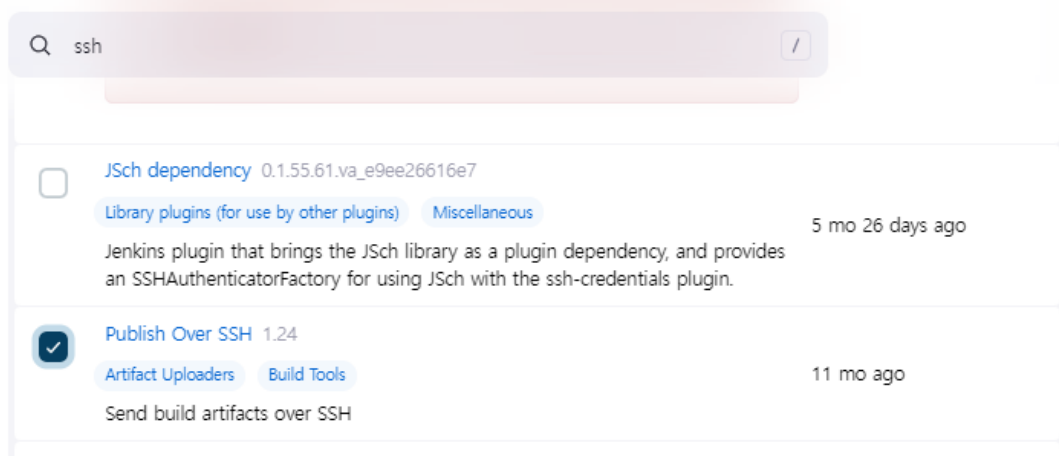 ssh
/
JSch dependency 0.1.55.61.va_e9ee26616e7
Library plugins (for use by other plugins) Miscellaneous
5 mo 26 days ago
Jenkins plugin that brings the JSch library as a plugin dependency, and provides
an SSHAuthenticatorFactory for using JSch with the ssh-credentials plugin.
Publish Over SSH 1.24
Artifact Uploaders Build Tools
11 mo ago
Send build artifacts over SSH